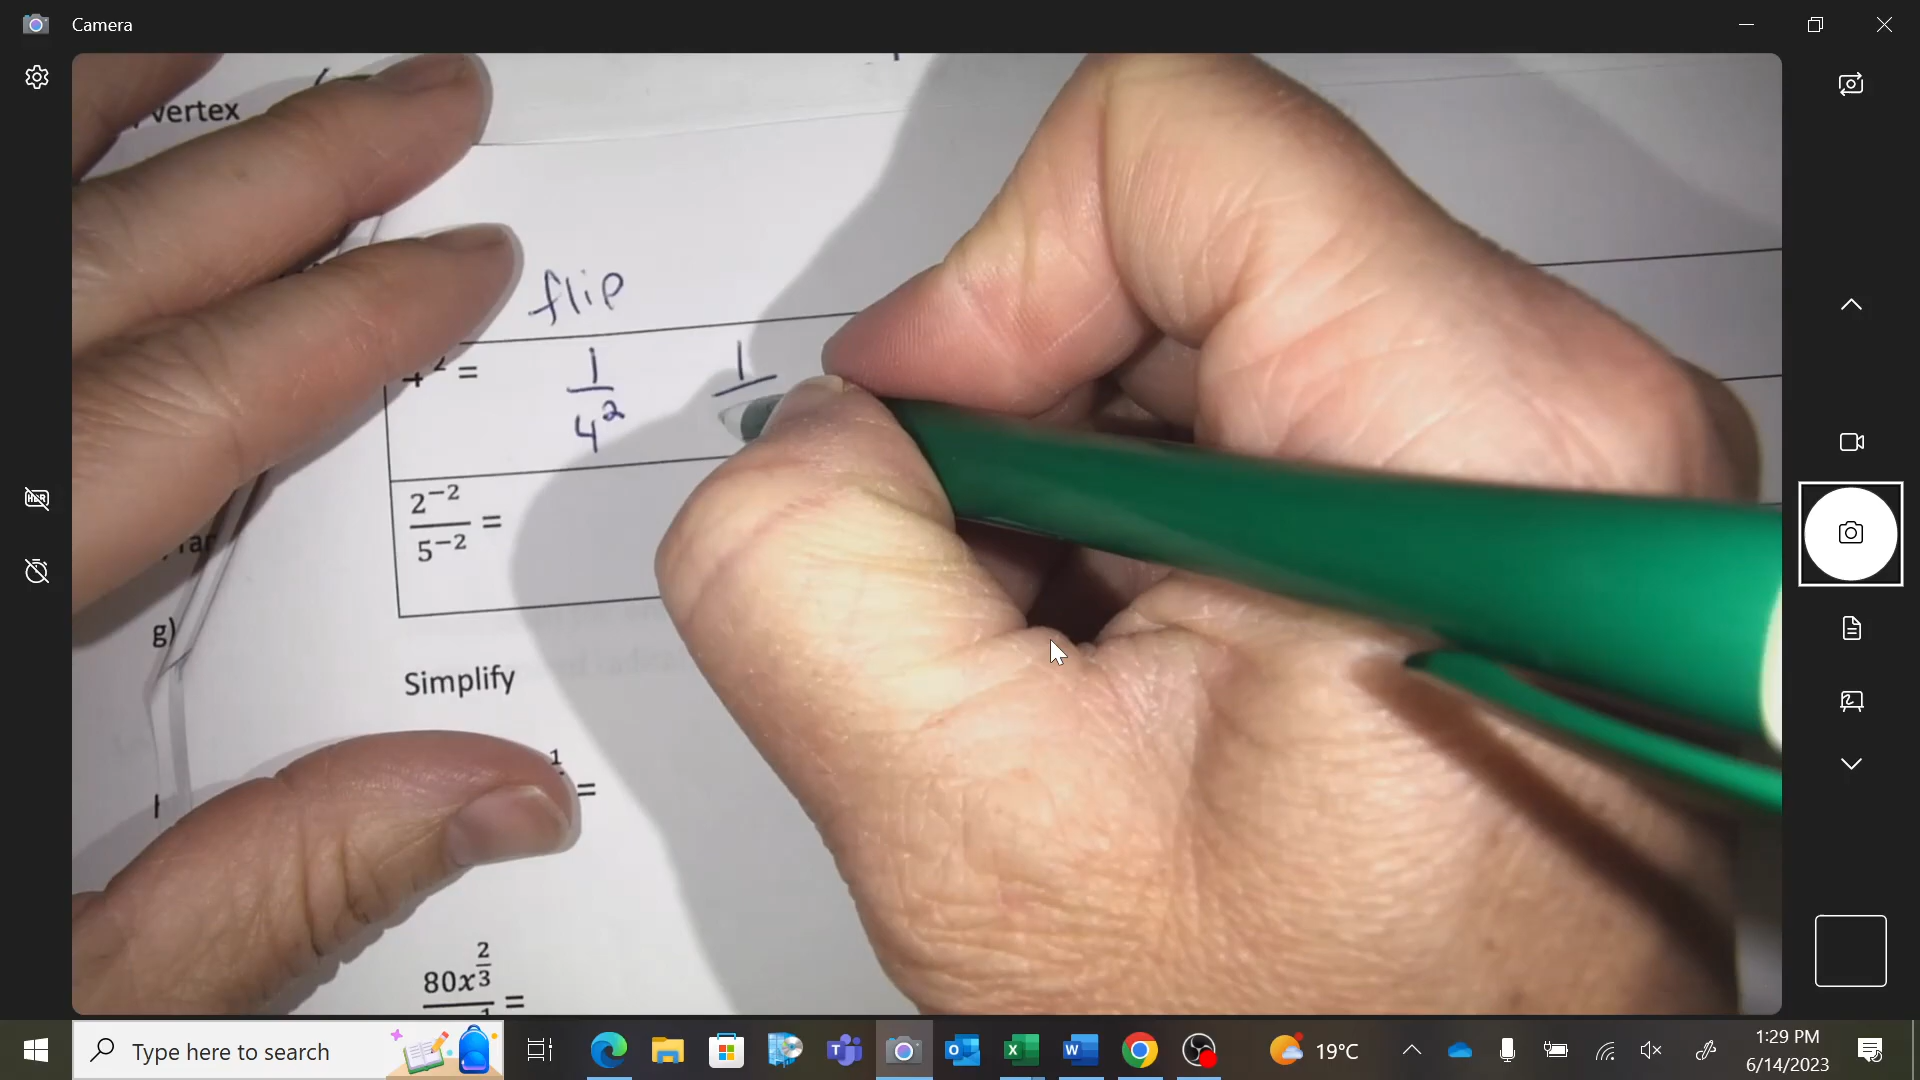 Camera
vertex
flip
= 1/4² 1
2⁻²/5⁻² =
g)
Simplify
1
=
80x^(2/3)
=
Type here to search
19°C
1:29 PM
6/14/2023